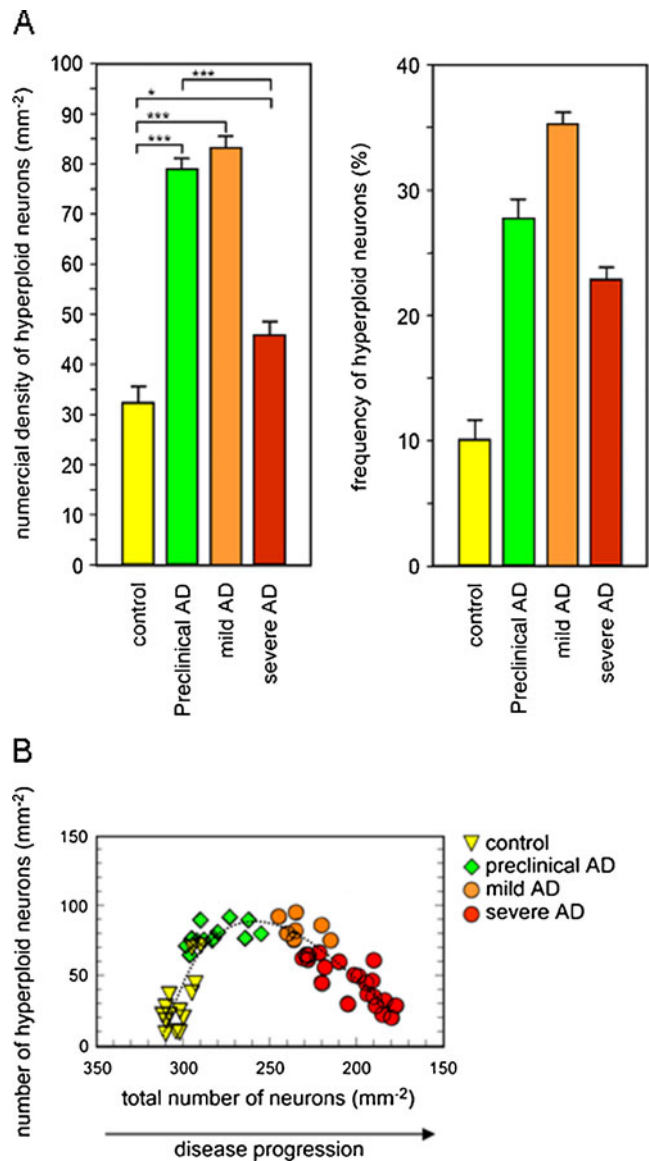 A
numercial density of hyperploid neurons (mm-2)
100
90
80
70
60
50
40
30
20
10
0
***
*
***
***
control
Preclinical AD
mild AD
severe AD
frequency of hyperploid neurons (%)
40
30
20
10
0
control
Preclinical AD
mild AD
severe AD
B
number of hyperploid neurons (mm-2)
150
100
50
0
350
300
250
200
150
total number of neurons (mm-2)
disease progression
control
preclinical AD
mild AD
severe AD